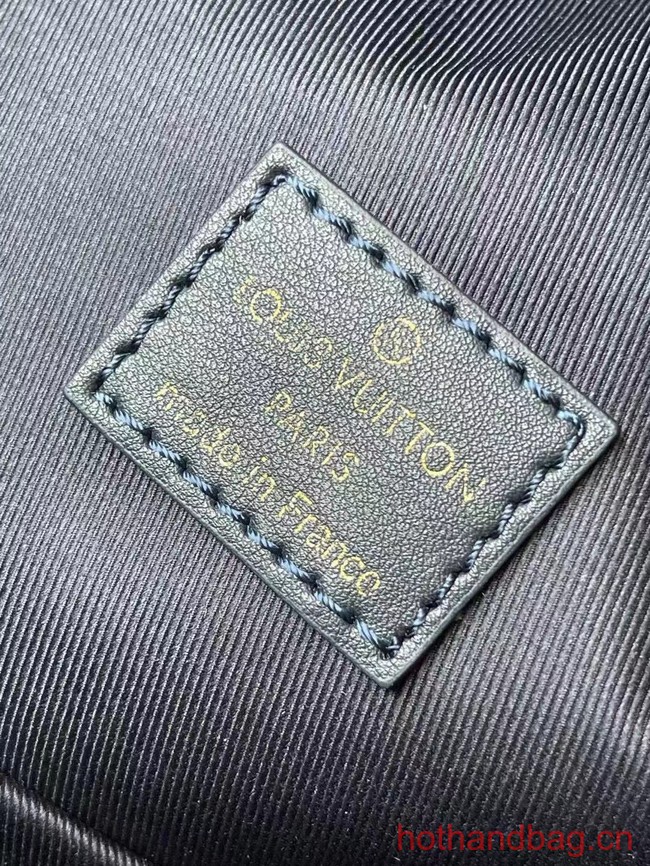 LOUIS VUITTON
PARIS
made in France
hothandbag.cn